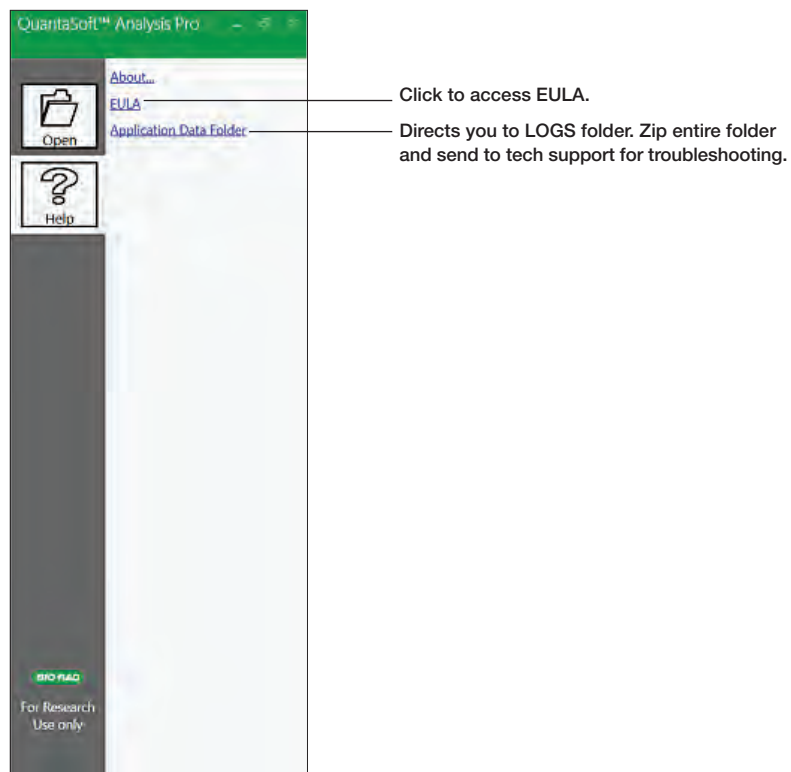 QuantaSoft™ Analysis Pro
About...
EULA
Application Data Folder
Open
Help
Click to access EULA.
Directs you to LOGS folder. Zip entire folder
and send to tech support for troubleshooting.
BIO RAD
For Research
Use only